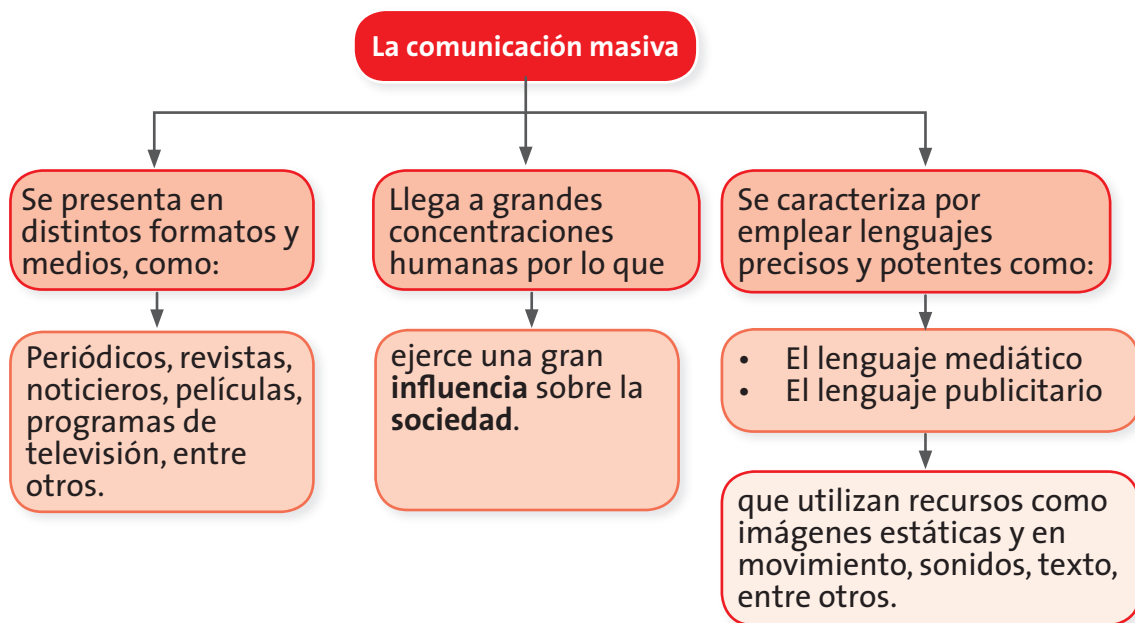 La comunicación masiva
Se presenta en
distintos formatos y
medios, como:
Periódicos, revistas,
noticieros, películas,
programas de
televisión, entre
otros.
Llega a grandes
concentraciones
humanas por lo que
ejerce una gran
influencia sobre la
sociedad.
Se caracteriza por
emplear lenguajes
precisos y potentes como:
• El lenguaje mediático
• El lenguaje publicitario
que utilizan recursos como
imágenes estáticas y en
movimiento, sonidos, texto,
entre otros.